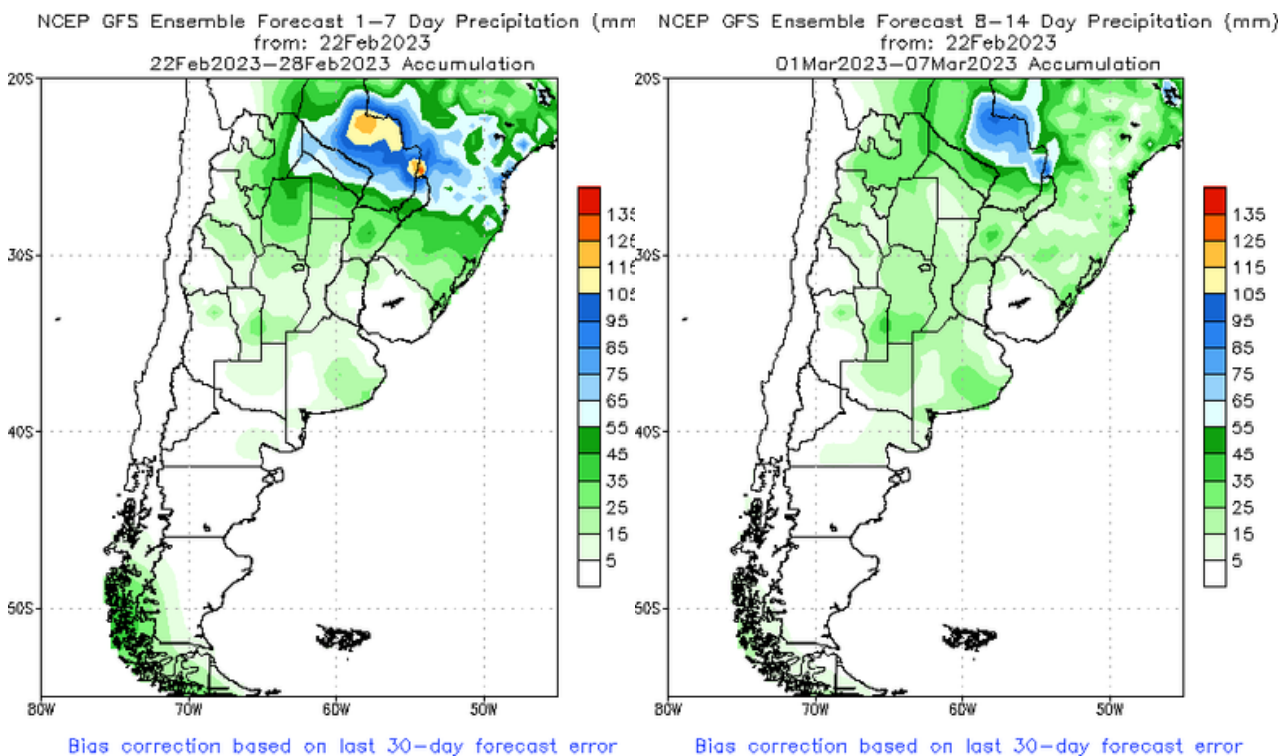 NCEP GFS Ensemble Forecast 1-7 Day Precipitation (mm
from: 22Feb2023
22Feb2023-28Feb2023 Accumulation
20S
30S
40S
50S
80W
70W
60W
50W
135
125
115
105
95
85
75
65
55
45
35
25
15
5
Bias correction based on last 30-day forecast error
NCEP GFS Ensemble Forecast 8-14 Day Precipitation (mm)
from: 22Feb2023
01Mar2023-07Mar2023 Accumulation
20S
30S
40S
50S
80W
70W
60W
50W
135
125
115
105
95
85
75
65
55
45
35
25
15
5
Bias correction based on last 30-day forecast error